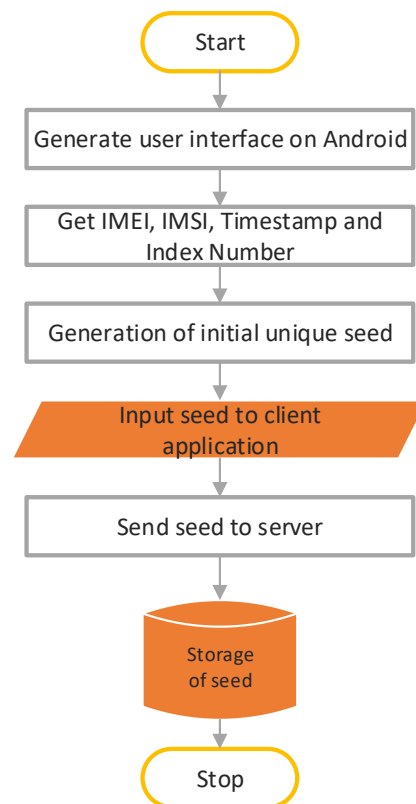 Start
Generate user interface on Android
Get IMEI, IMSI, Timestamp and
Index Number
Generation of initial unique seed
Input seed to client
application
Send seed to server
Storage
of seed
Stop